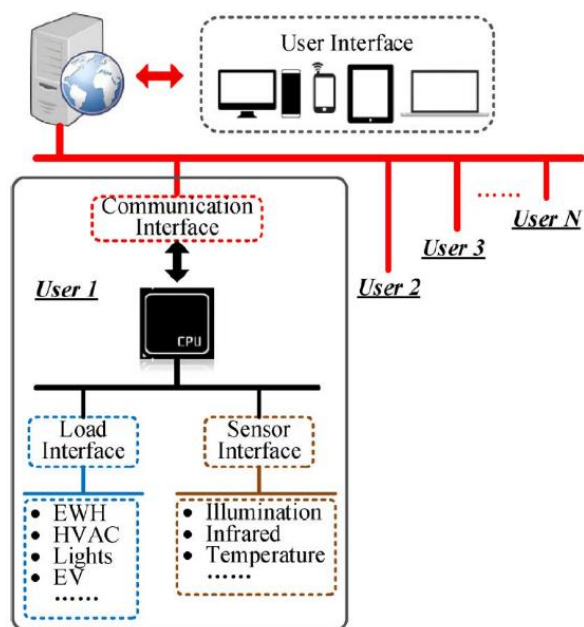 User Interface
Communication
Interface
User 1
User 2
User 3
......
User N
CPU
Load
Interface
Sensor
Interface
• EWH
• HVAC
• Lights
• EV
......
• Illumination
• Infrared
• Temperature
......